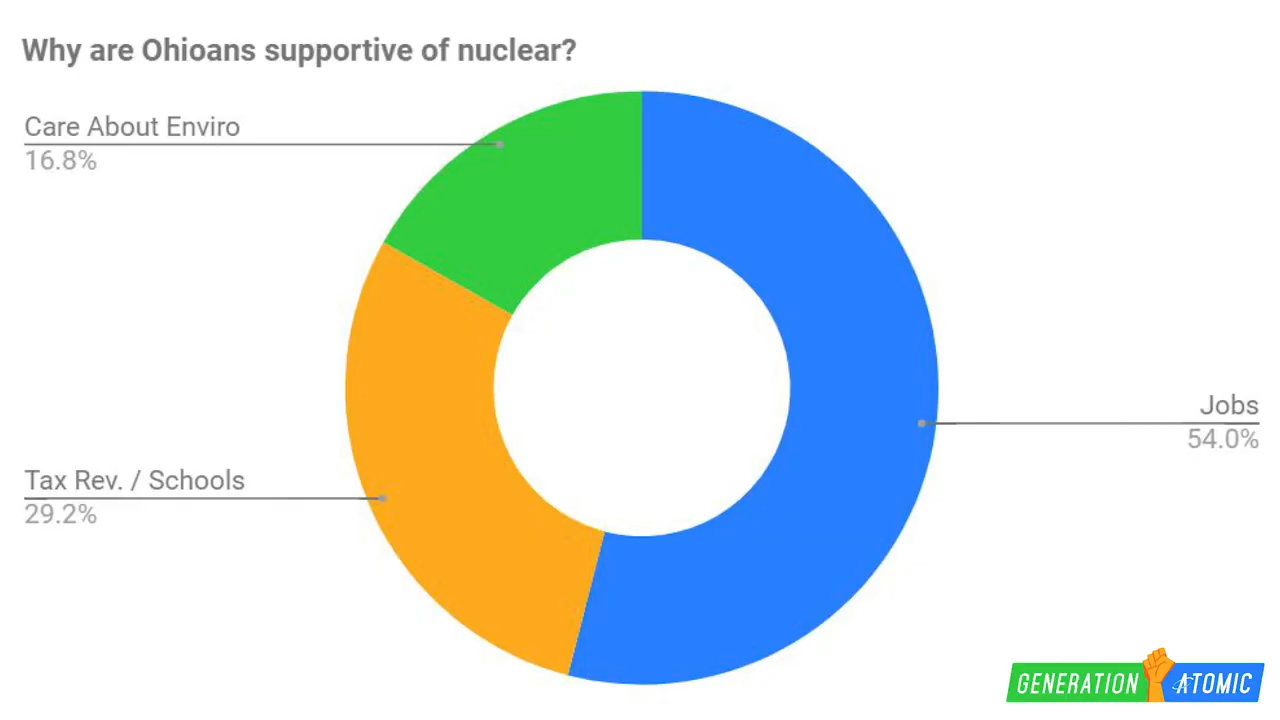 Why are Ohioans supportive of nuclear?
Care About Enviro
16.8%
Jobs
54.0%
Tax Rev. / Schools
29.2%
GENERATION ATOMIC